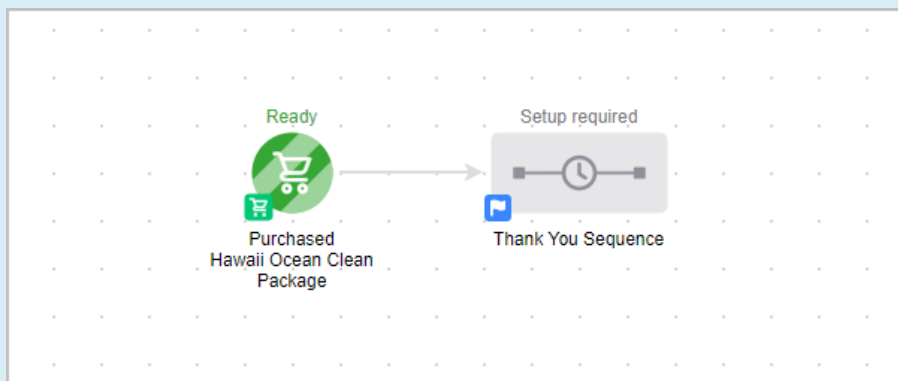 Ready
Purchased
Hawaii Ocean Clean
Package
Setup required
Thank You Sequence